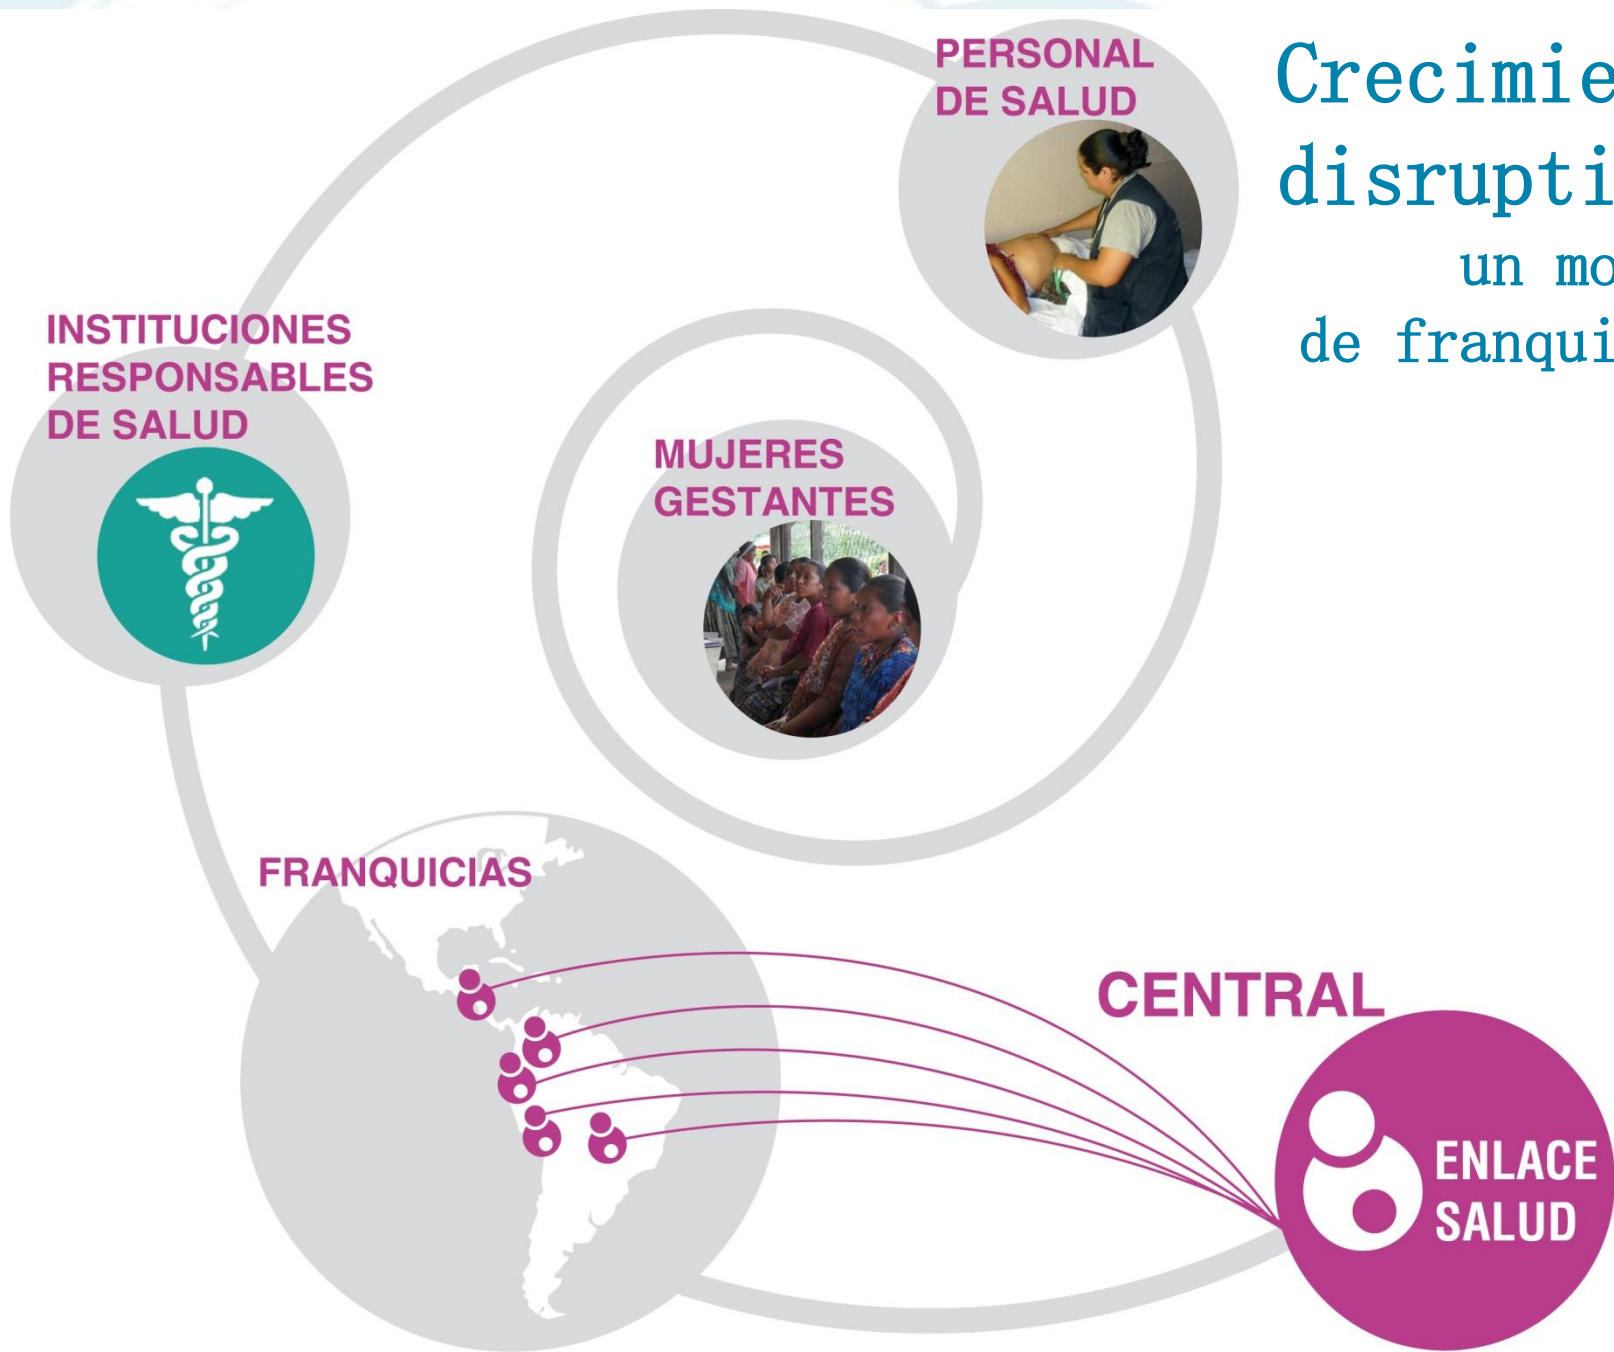 Crecimie
disrupti
un mo
de franqui
PERSONAL
DE SALUD
INSTITUCIONES
RESPONSABLES
DE SALUD
MUJERES
GESTANTES
FRANQUICIAS
CENTRAL
ENLACE
SALUD